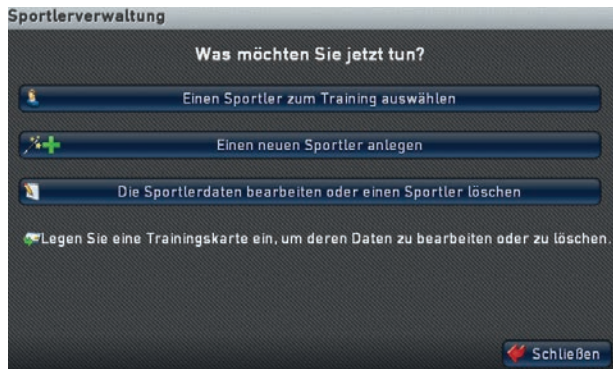 Sportlerverwaltung
Was möchten Sie jetzt tun?
Einen Sportler zum Training auswählen
Einen neuen Sportler anlegen
Die Sportlerdaten bearbeiten oder einen Sportler löschen
Legen Sie eine Trainingskarte ein, um deren Daten zu bearbeiten oder zu löschen.
Schließen